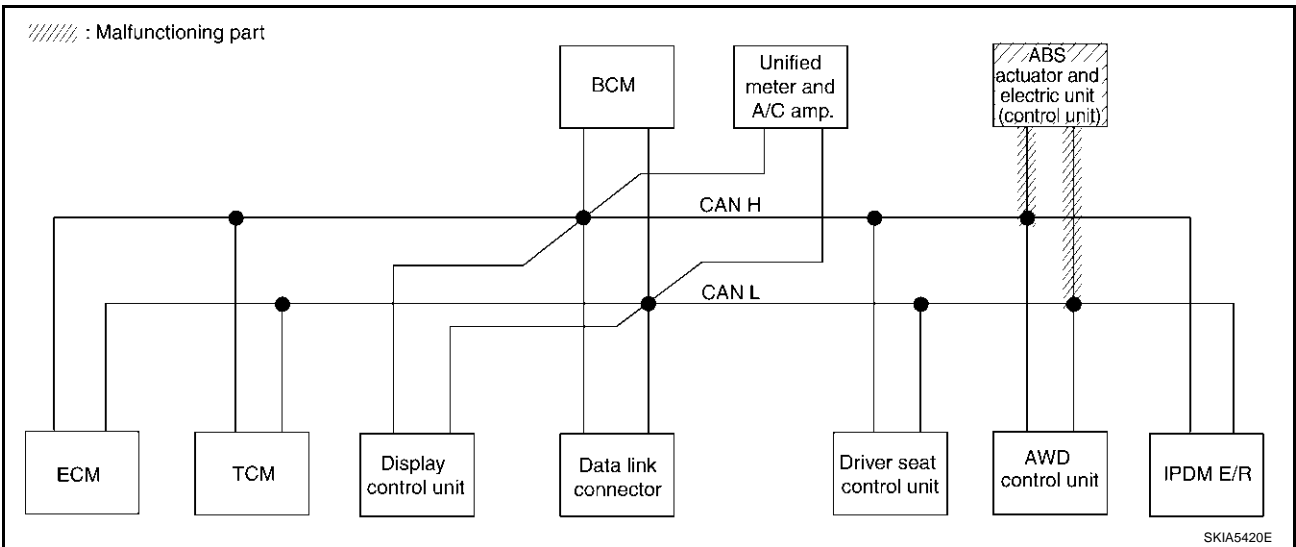 : Malfunctioning part
BCM
Unified
meter and
A/C amp.
ABS
actuator and
electric unit
(control unit)
CAN H
CAN L
ECM
TCM
Display
control unit
Data link
connector
Driver seat
control unit
AWD
control unit
IPDM E/R
SKIA5420E